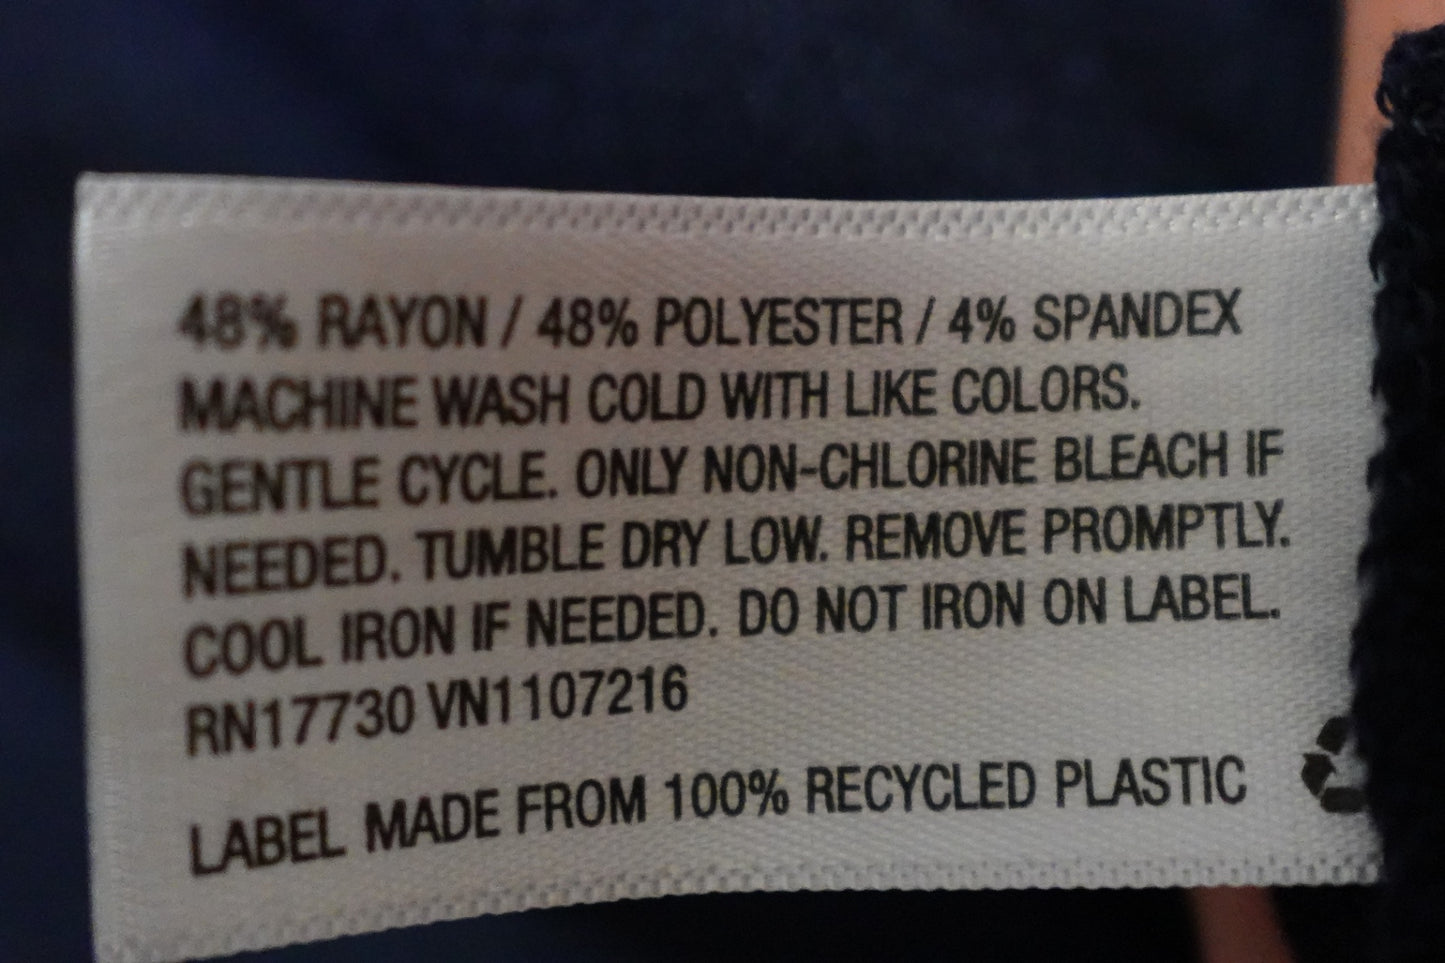 48% RAYON / 48% POLYESTER / 4% SPANDEX
MACHINE WASH COLD WITH LIKE COLORS.
GENTLE CYCLE. ONLY NON-CHLORINE BLEACH IF
NEEDED. TUMBLE DRY LOW. REMOVE PROMPTLY.
COOL IRON IF NEEDED. DO NOT IRON ON LABEL.
RN17730 VN1107216
LABEL MADE FROM 100% RECYCLED PLASTIC